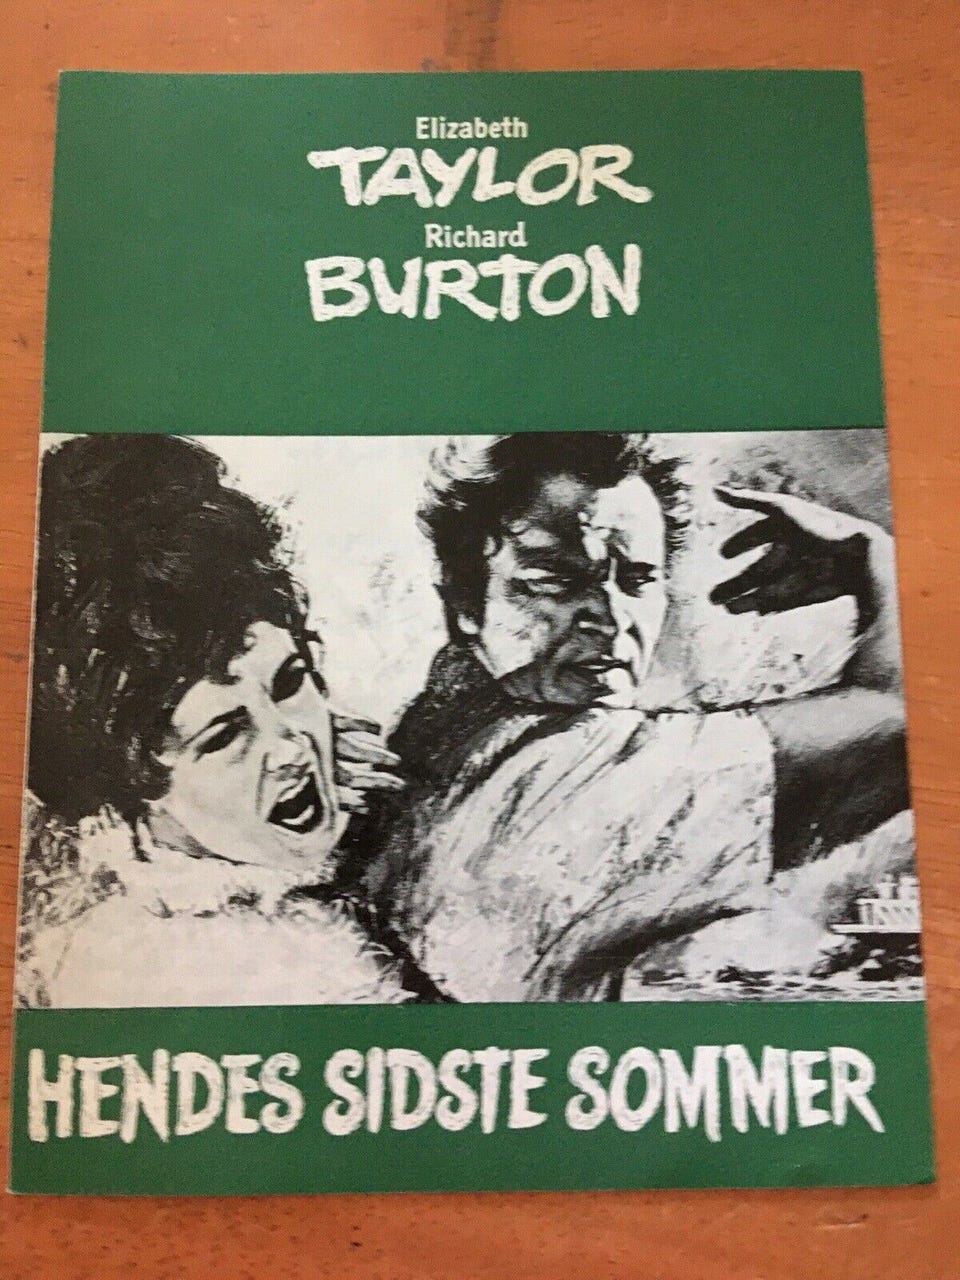 Elizabeth
TAYLOR
Richard
BURTON
HENDES SIDSTE SOMMER